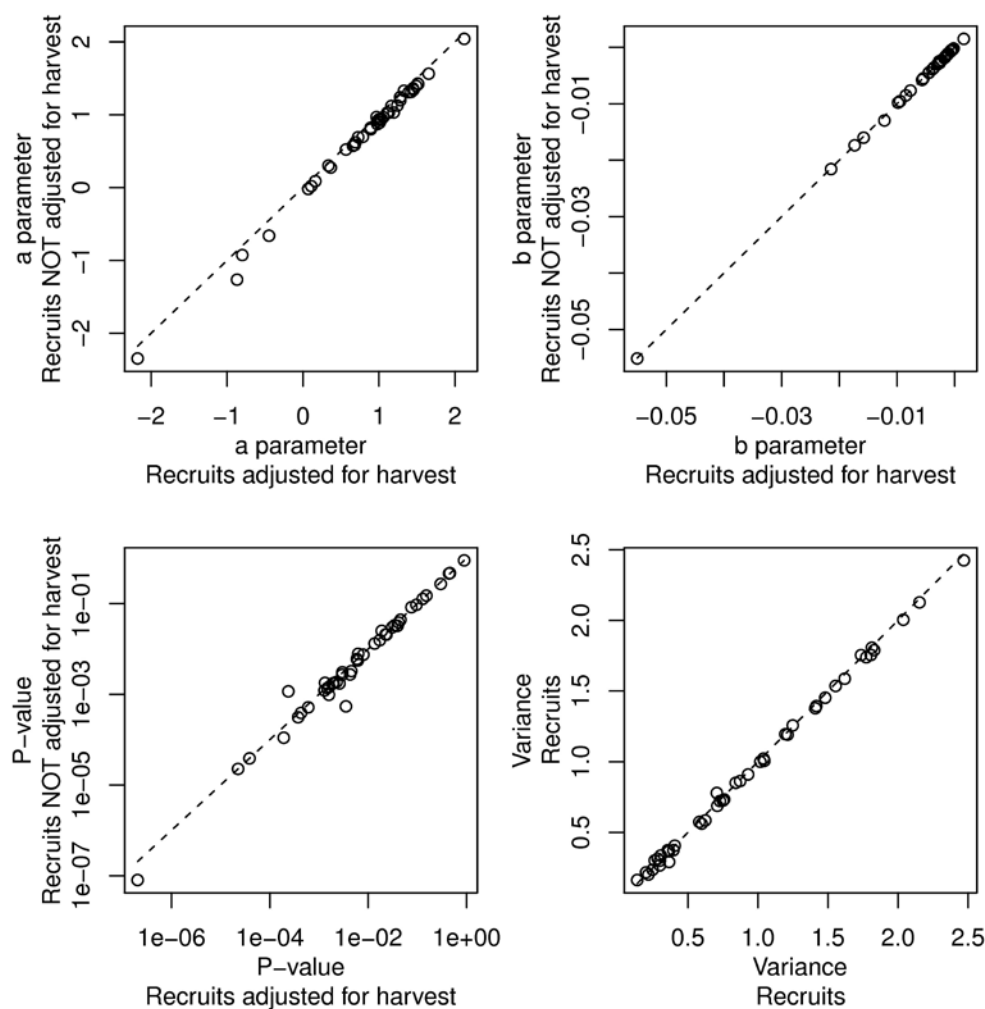 a parameter
Recruits NOT adjusted for harvest
2
1
0
−1
−2
−2 −1 0 1 2
a parameter
Recruits adjusted for harvest
b parameter
Recruits NOT adjusted for harvest
−0.01
−0.03
−0.05
−0.05 −0.03 −0.01
b parameter
Recruits adjusted for harvest
P−value
Recruits NOT adjusted for harvest
1e−01
1e−03
1e−05
1e−07
1e−06 1e−04 1e−02 1e+00
P−value
Recruits adjusted for harvest
Variance
Recruits
2.5
2.0
1.5
1.0
0.5
0.5 1.0 1.5 2.0 2.5
Variance
Recruits